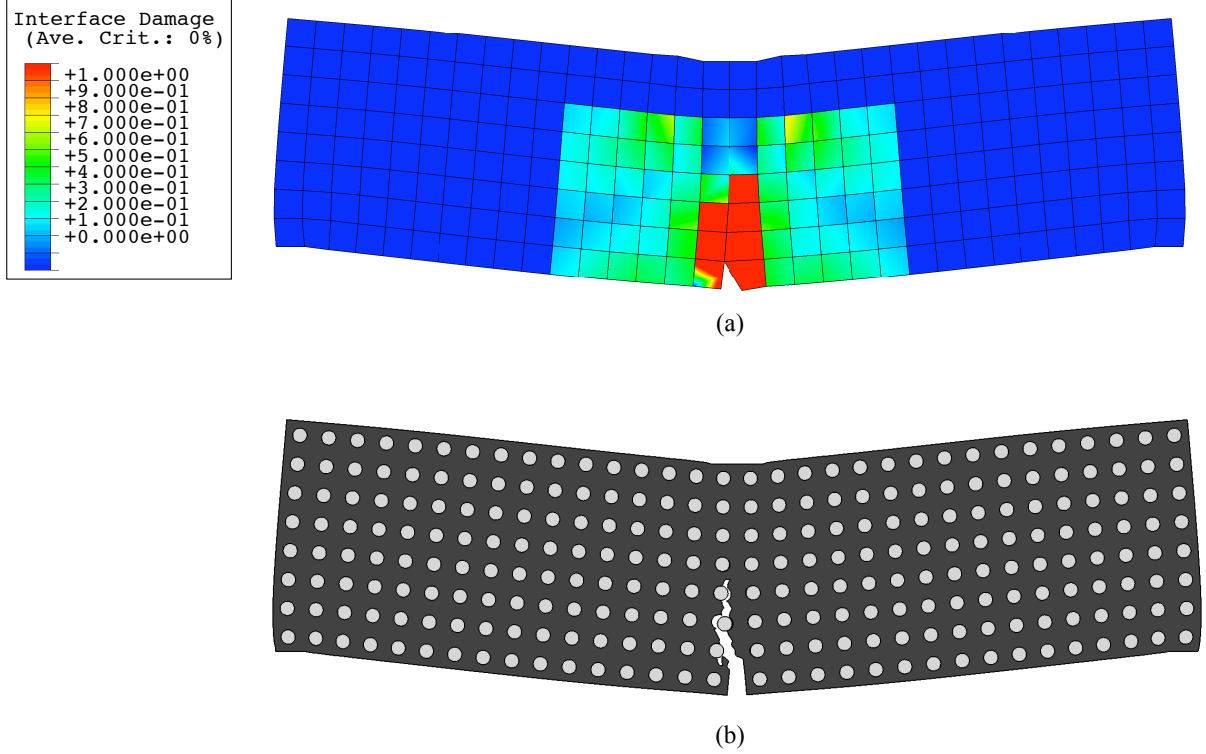 Interface Damage
(Ave. Crit.: 0%)
+1.000e+00
+9.000e-01
+8.000e-01
+7.000e-01
+6.000e-01
+5.000e-01
+4.000e-01
+3.000e-01
+2.000e-01
+1.000e-01
+0.000e+00
(a)
(b)